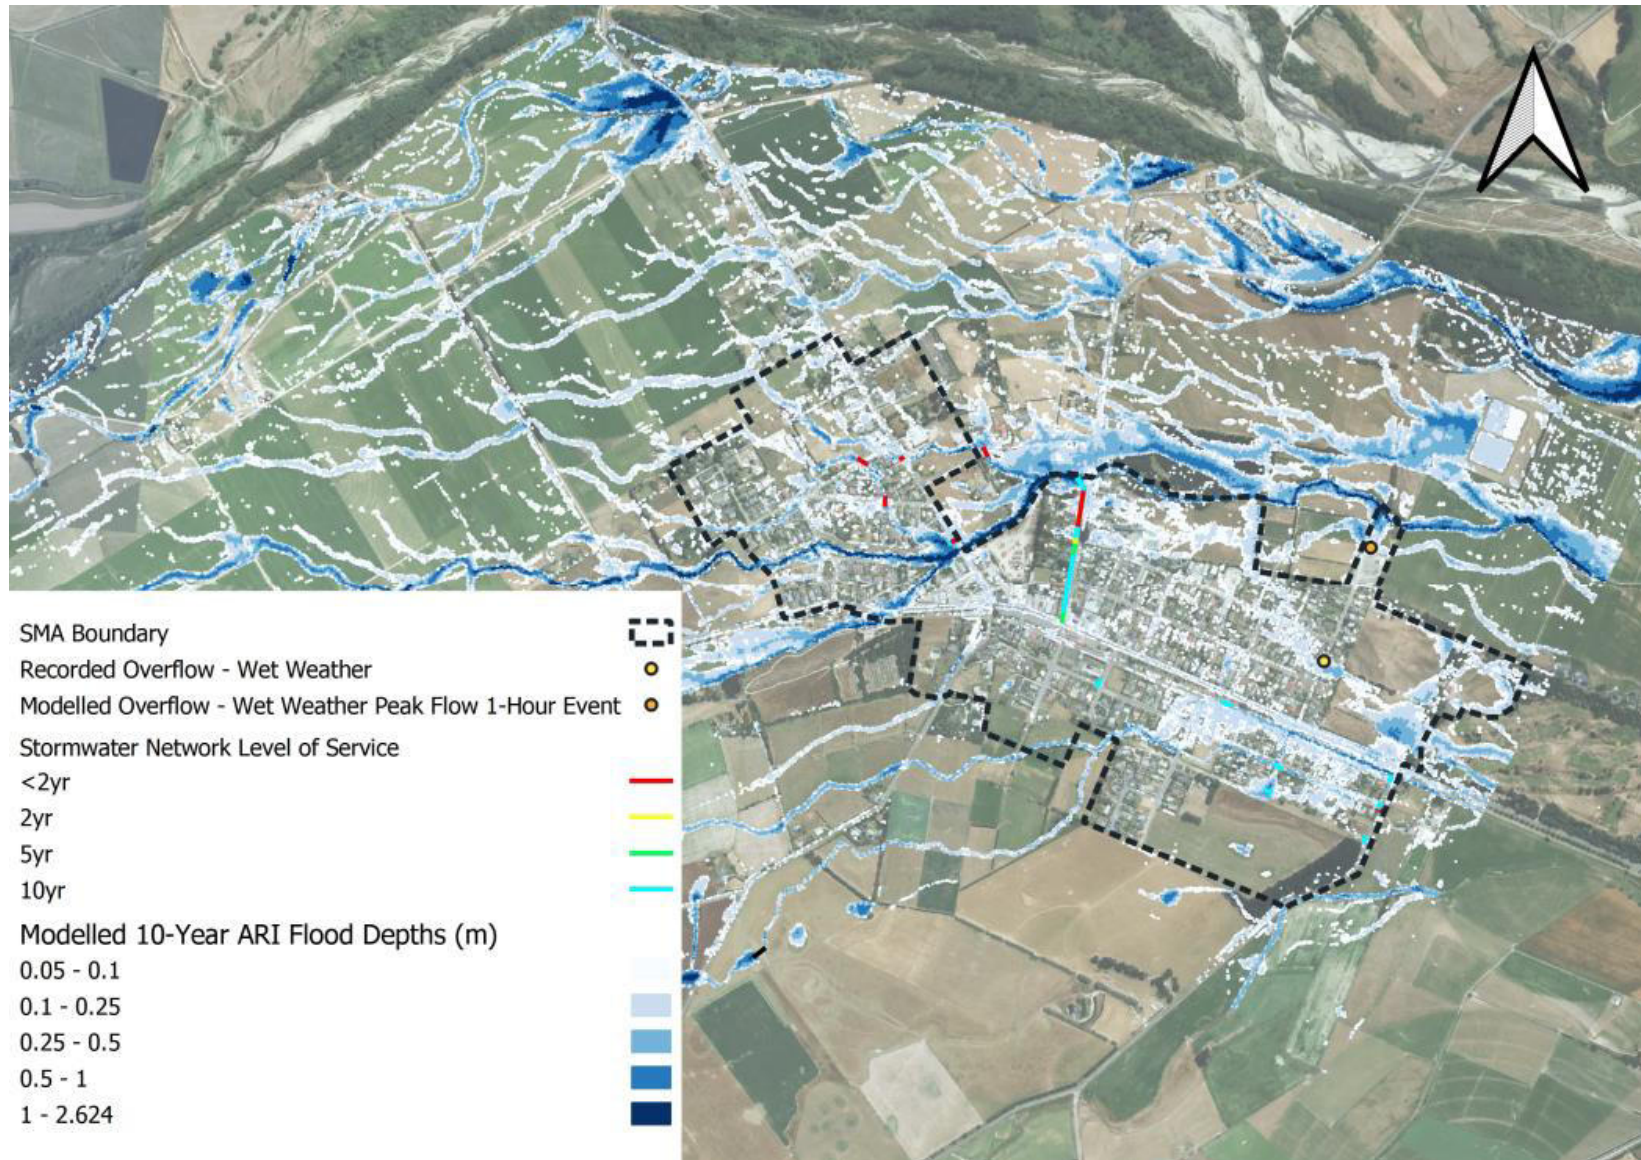 SMA Boundary
Recorded Overflow - Wet Weather
Modelled Overflow - Wet Weather Peak Flow 1-Hour Event
Stormwater Network Level of Service
<2yr
2yr
5yr
10yr
Modelled 10-Year ARI Flood Depths (m)
0.05 - 0.1
0.1 - 0.25
0.25 - 0.5
0.5 - 1
1 - 2.624